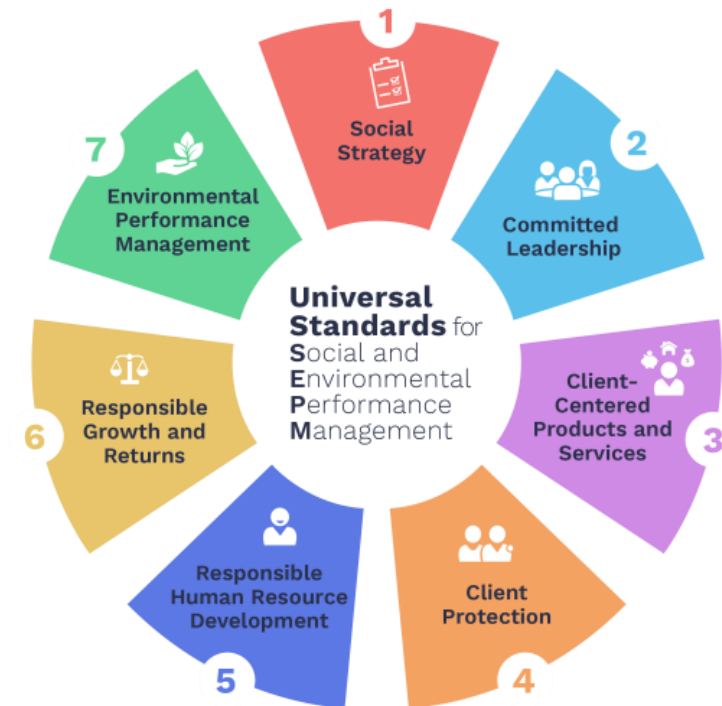 Universal
Standards for
Social and
Environmental
Performance
Management
1
Social
Strategy
2
Committed
Leadership
3
Client-
Centered
Products and
Services
4
Client
Protection
5
Responsible
Human Resource
Development
6
Responsible
Growth and
Returns
7
Environmental
Performance
Management